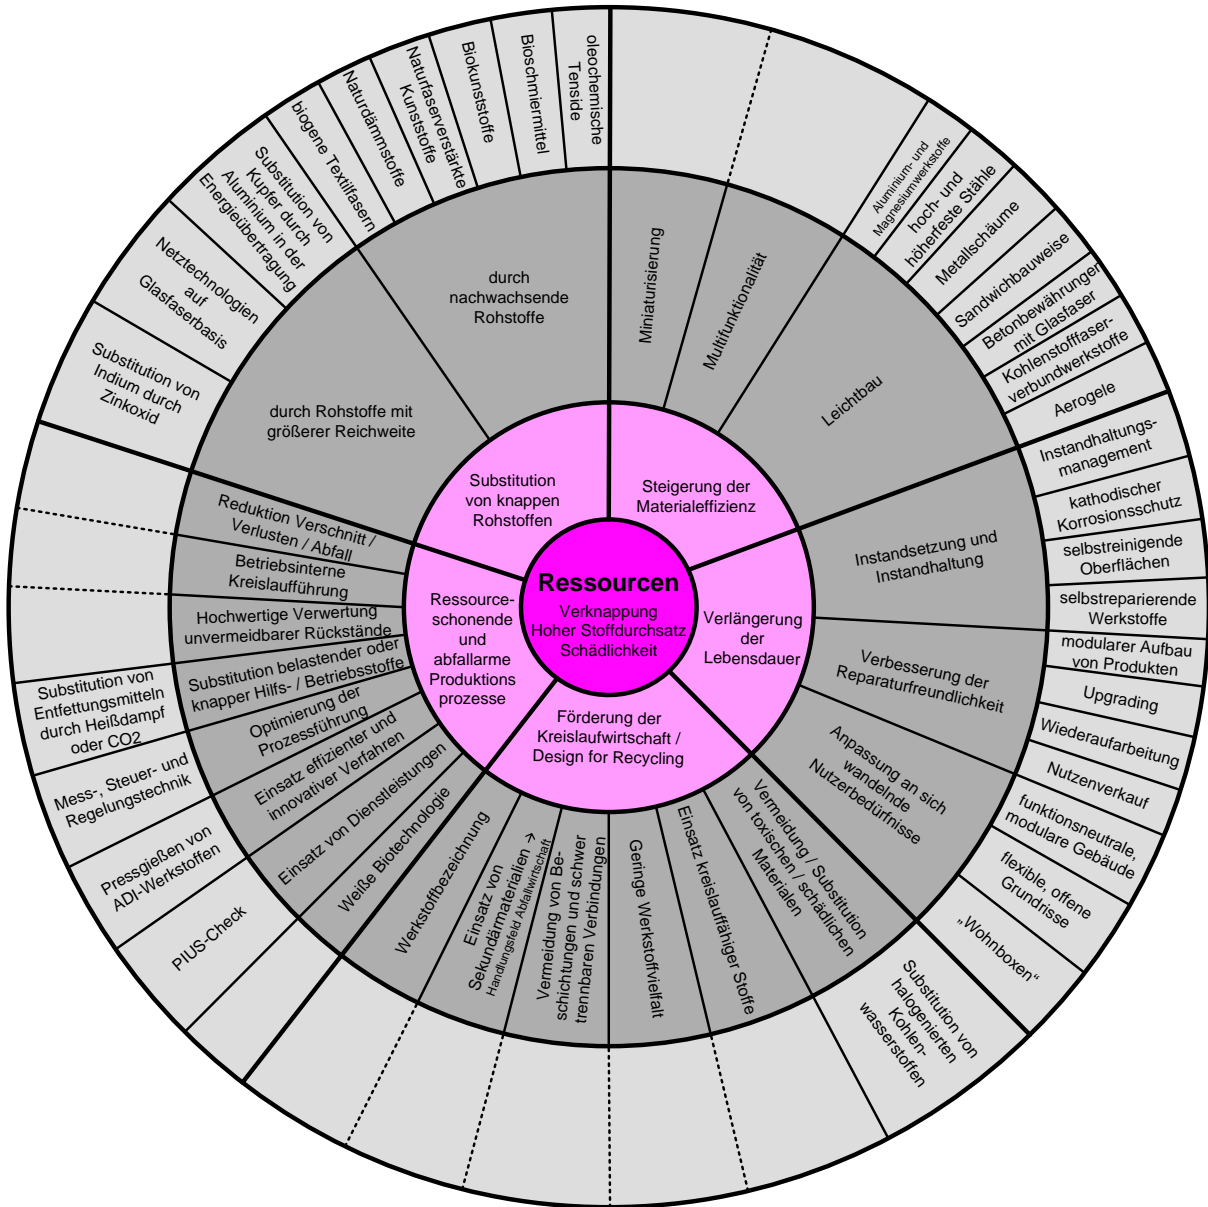 Ressourcen
Verknappung
Hoher Stoffdurchsatz
Schädlichkeit
Steigerung der
Materialeffizienz
Verlängerung
der
Lebensdauer
Förderung der
Kreislaufwirtschaft /
Design for Recycling
Ressource-
schonende
und
abfallarme
Produktions
prozesse
Substitution
von knappen
Rohstoffen
Miniaturisierung
Multifunktionalität
Leichtbau
Instandsetzung und
Instandhaltung
Verbesserung der
Reparaturfreundlichkeit
Anpassung an sich
wandelnde
Nutzerbedürfnisse
Vermeidung / Substitution
von toxischen / schädlichen
Materialen
Einsatz kreislauffähiger Stoffe
Geringe Werkstoffvielfalt
Vermeidung von Be-
schichtungen und schwer
trennbaren Verbindungen
Einsatz von
Sekundärmaterialien →
Handlungsfeld Abfallwirtschaft
Werkstoffbezeichnung
Weiße Biotechnologie
Einsatz von Dienstleistungen
Einsatz effizienter und
innovativer Verfahren
Optimierung der
Prozessführung
Substitution belastender oder
knapper Hilfs- / Betriebsstoffe
Hochwertige Verwertung
unvermeidbarer Rückstände
Betriebsinterne
Kreislaufführung
Reduktion Verschnitt /
Verlusten / Abfall
durch Rohstoffe mit
größerer Reichweite
durch
nachwachsende
Rohstoffe
Aluminium- und
Magnesiumwerkstoffe
hoch- und
höherfeste Stähle
Metallschäume
Sandwichbauweise
Betonbewährungen
mit Glasfaser
Kohlenstofffaser-
verbundwerkstoffe
Aerogele
Instandhaltungs-
management
kathodischer
Korrosionsschutz
selbstreinigende
Oberflächen
selbstreparierende
Werkstoffe
modularer Aufbau
von Produkten
Upgrading
Wiederaufarbeitung
Nutzenverkauf
funktionsneutrale,
modulare Gebäude
flexible, offene
Grundrisse
„Wohnboxen“
Substitution von
halogenierten
Kohlen-
wasserstoffen
PIUS-Check
Pressgießen von
ADI-Werkstoffen
Mess-, Steuer- und
Regelungstechnik
Substitution von
Entfettungsmitteln
durch Heißdampf
oder CO2
Substitution von
Indium durch
Zinkoxid
Netztechnologien
auf
Glasfaserbasis
Substitution von
Kupfer durch
Aluminium in der
Energieübertragung
biogene Textilfasern
Naturdämmstoffe
Naturfaserverstärkte
Kunststoffe
Biokunststoffe
Bioschmiermittel
oleochemische
Tenside